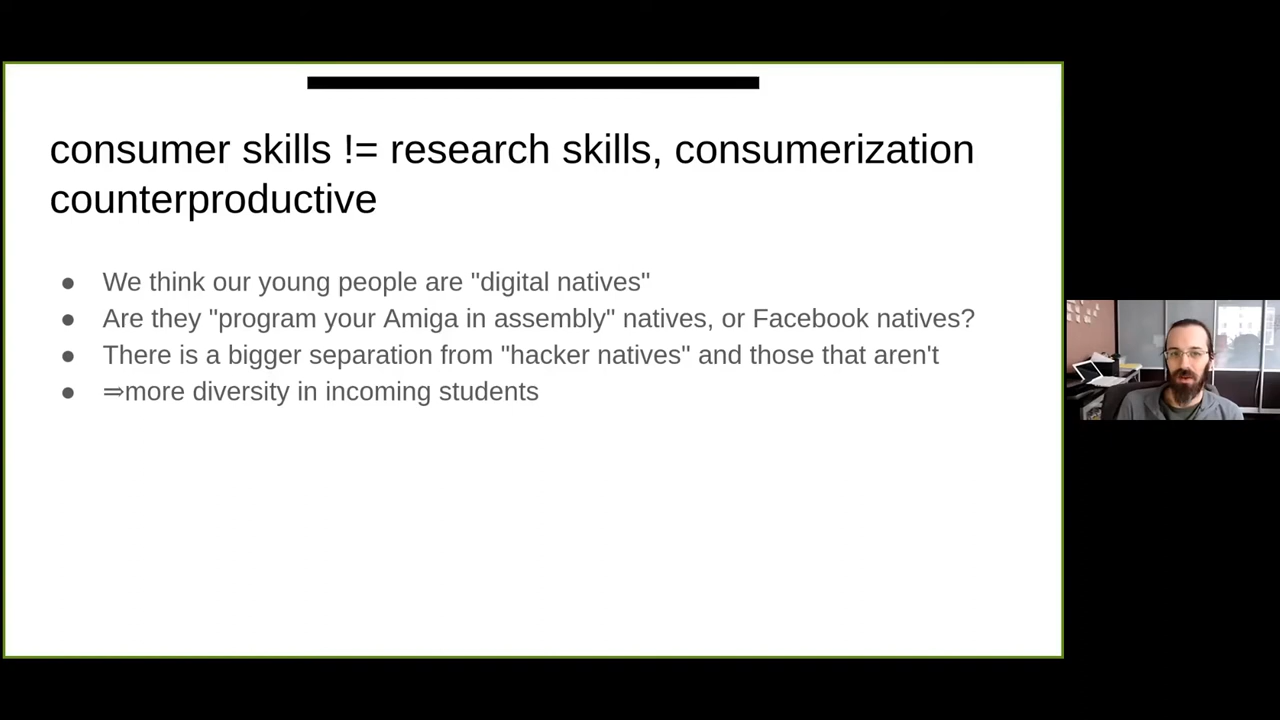 consumer skills != research skills, consumerization
counterproductive
● We think our young people are "digital natives"
● Are they "program your Amiga in assembly" natives, or Facebook natives?
● There is a bigger separation from "hacker natives" and those that aren't
● ⇒more diversity in incoming students